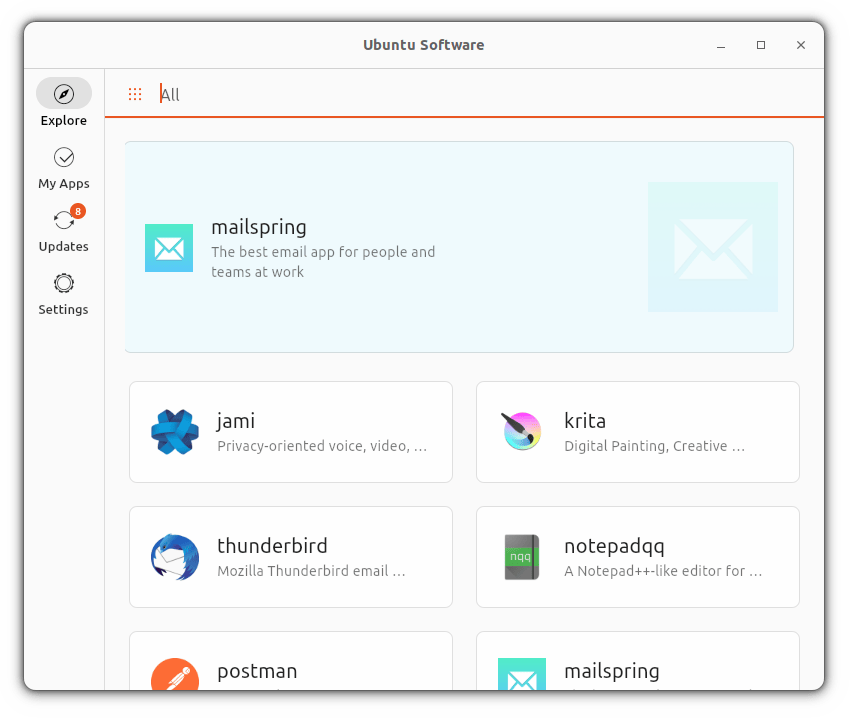 Ubuntu Software
Explore
My Apps
8
Updates
Settings
All
mailspring
The best email app for people and
teams at work
jami
Privacy-oriented voice, video, …
krita
Digital Painting, Creative …
thunderbird
Mozilla Thunderbird email …
nqq
notepadqq
A Notepad++-like editor for …
postman
mailspring